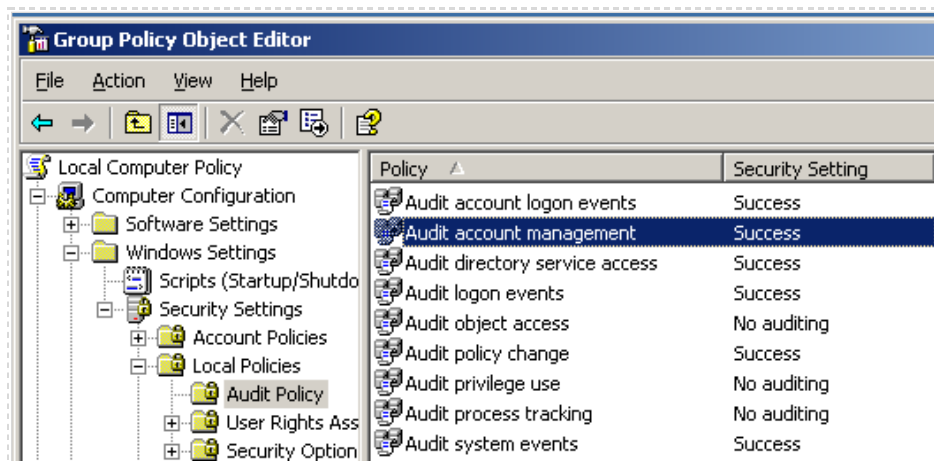 Group Policy Object Editor
File Action View Help
Local Computer Policy
Computer Configuration
Software Settings
Windows Settings
Scripts (Startup/Shutdo
Security Settings
Account Policies
Local Policies
Audit Policy
User Rights Ass
Security Option
Policy Security Setting
Audit account logon events Success
Audit account management Success
Audit directory service access Success
Audit logon events Success
Audit object access No auditing
Audit policy change Success
Audit privilege use No auditing
Audit process tracking No auditing
Audit system events Success